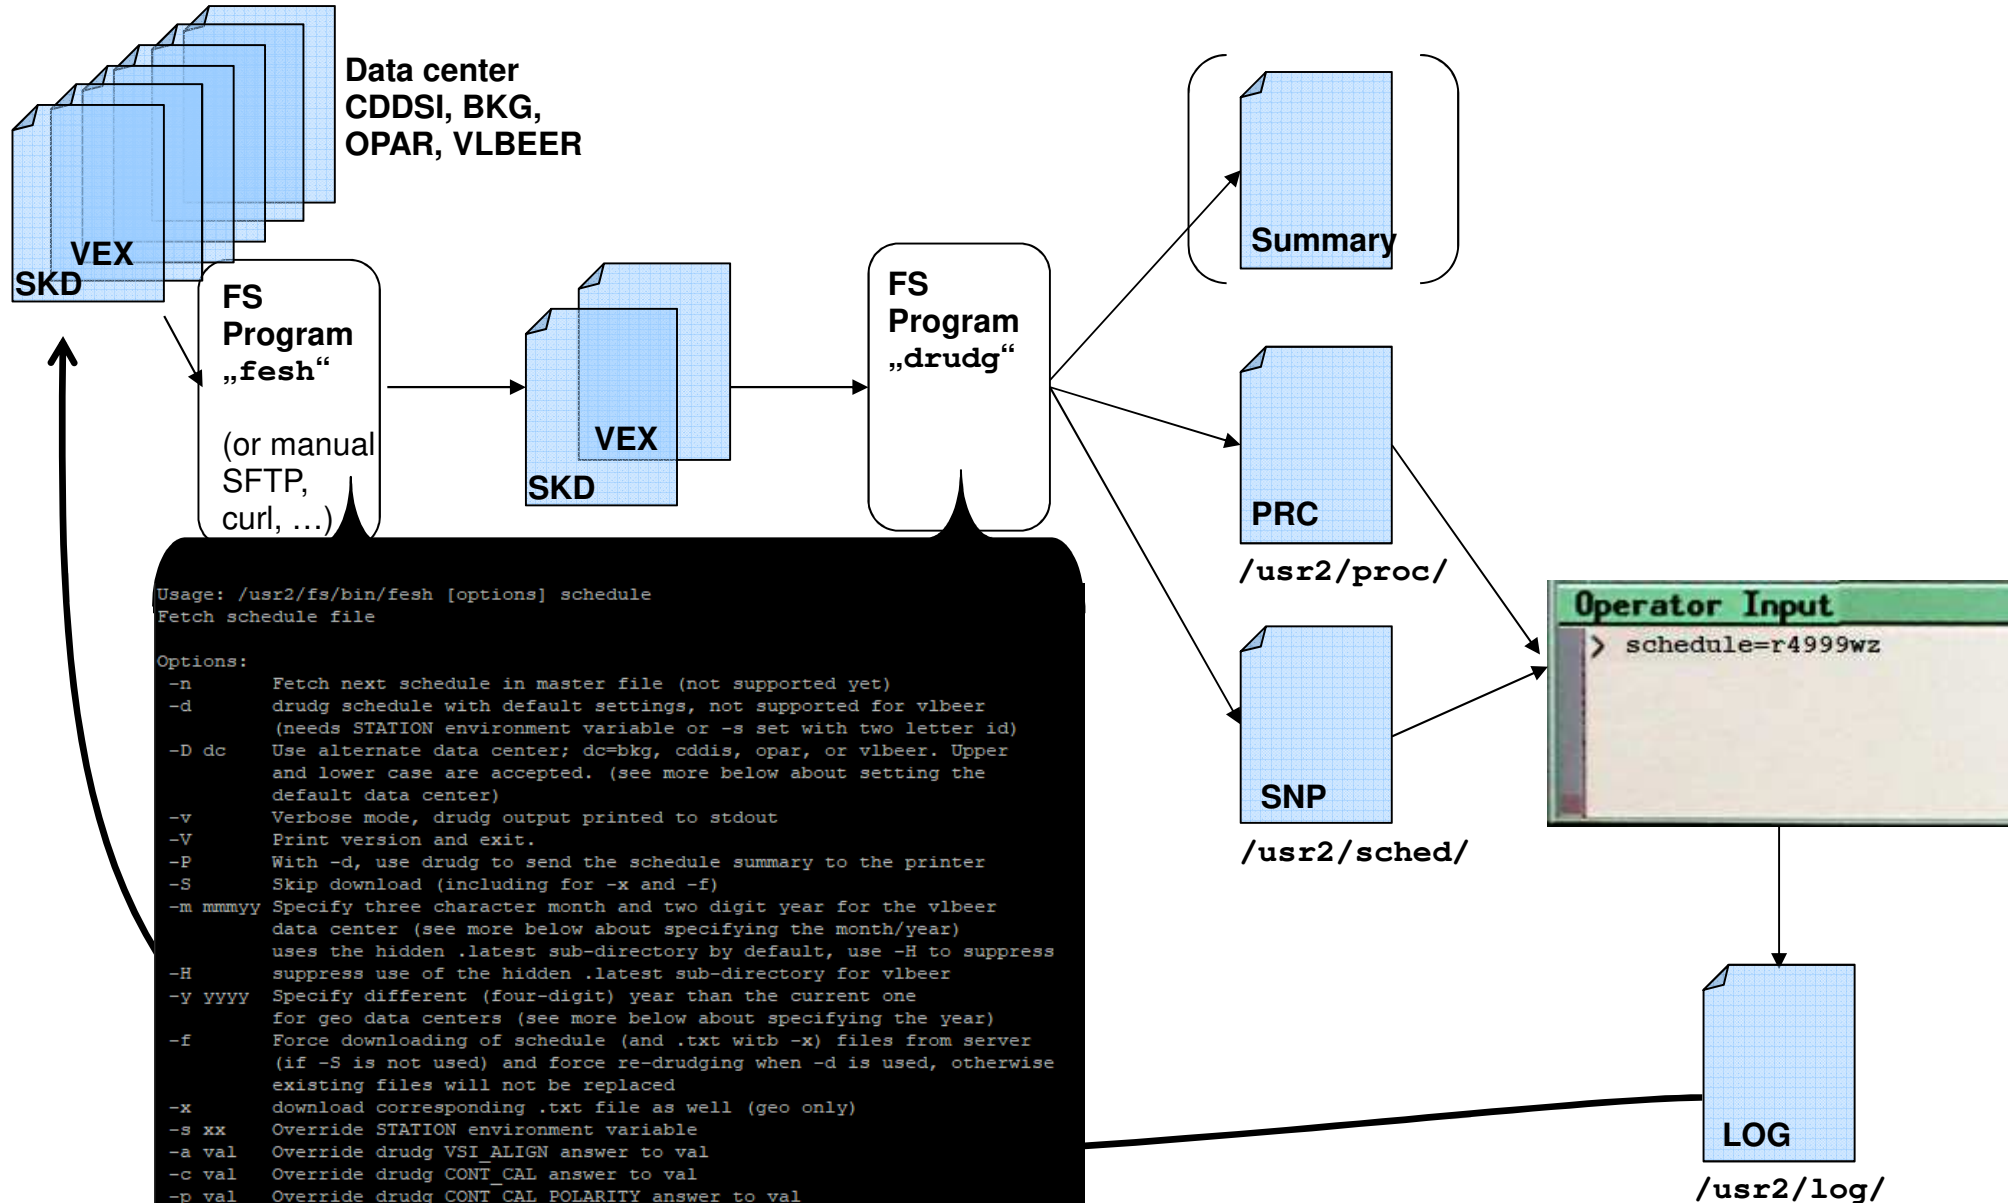 Data center
CDDSI, BKG,
OPAR, VLBEER
VEX
SKD
FS
Program
„fesh“
(or manual
SFTP,
curl, …)
VEX
SKD
FS
Program
„drudg“
Summary
PRC
/usr2/proc/
SNP
/usr2/sched/
Operator Input
> schedule=r4999wz
LOG
/usr2/log/
Usage: /usr2/fs/bin/fesh [options] schedule
Fetch schedule file
Options:
-n Fetch next schedule in master file (not supported yet)
-d drudg schedule with default settings, not supported for vlbeer
(needs STATION environment variable or -s set with two letter id)
-D dc Use alternate data center; dc=bkg, cddis, opar, or vlbeer. Upper
and lower case are accepted. (see more below about setting the
default data center)
-v Verbose mode, drudg output printed to stdout
-V Print version and exit.
-P With -d, use drudg to send the schedule summary to the printer
-S Skip download (including for -x and -f)
-m mmmyy Specify three character month and two digit year for the vlbeer
data center (see more below about specifying the month/year)
uses the hidden .latest sub-directory by default, use -H to suppress
-H suppress use of the hidden .latest sub-directory for vlbeer
-y yyyy Specify different (four-digit) year than the current one
for geo data centers (see more below about specifying the year)
-f Force downloading of schedule (and .txt witb -x) files from server
(if -S is not used) and force re-drudging when -d is used, otherwise
existing files will not be replaced
-x download corresponding .txt file as well (geo only)
-s xx Override STATION environment variable
-a val Override drudg VSI_ALIGN answer to val
-c val Override drudg CONT_CAL answer to val
-p val Override drudg CONT_CAL_POLARITY answer to val